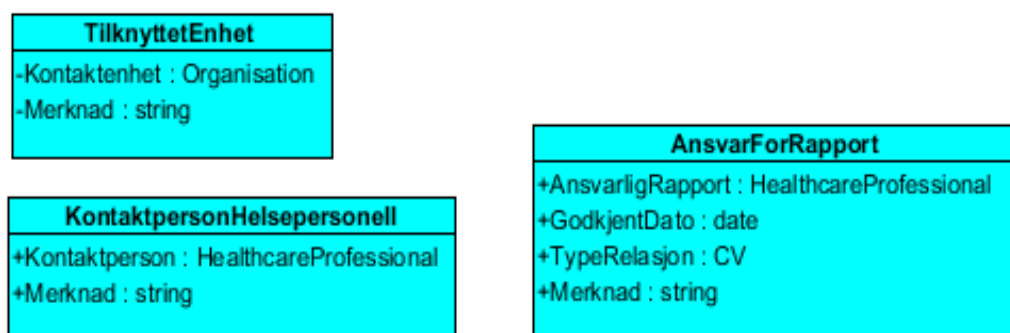 TilknyttetEnhet
-Kontaktenhet : Organisation
-Merknad : string
KontaktpersonHelsepersonell
+Kontaktperson : HealthcareProfessional
+Merknad : string
AnsvarForRapport
+AnsvarligRapport : HealthcareProfessional
+GodkjentDato : date
+TypeRelasjon : CV
+Merknad : string